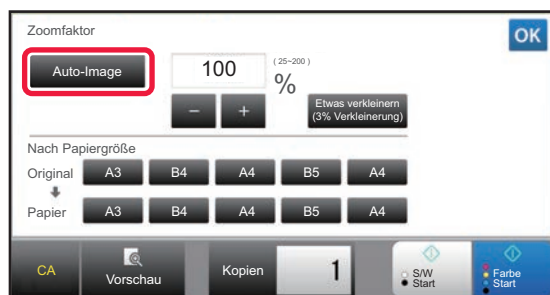 Zoomfaktor
OK
Auto-Image
100
(25~200)
%
−
+
Etwas verkleinern
(3% Verkleinerung)
Nach Papiergröße
Original A3 B4 A4 B5 A4
Papier A3 B4 A4 B5 A4
CA
Vorschau
Kopien
1
S/W
Start
Farbe
Start